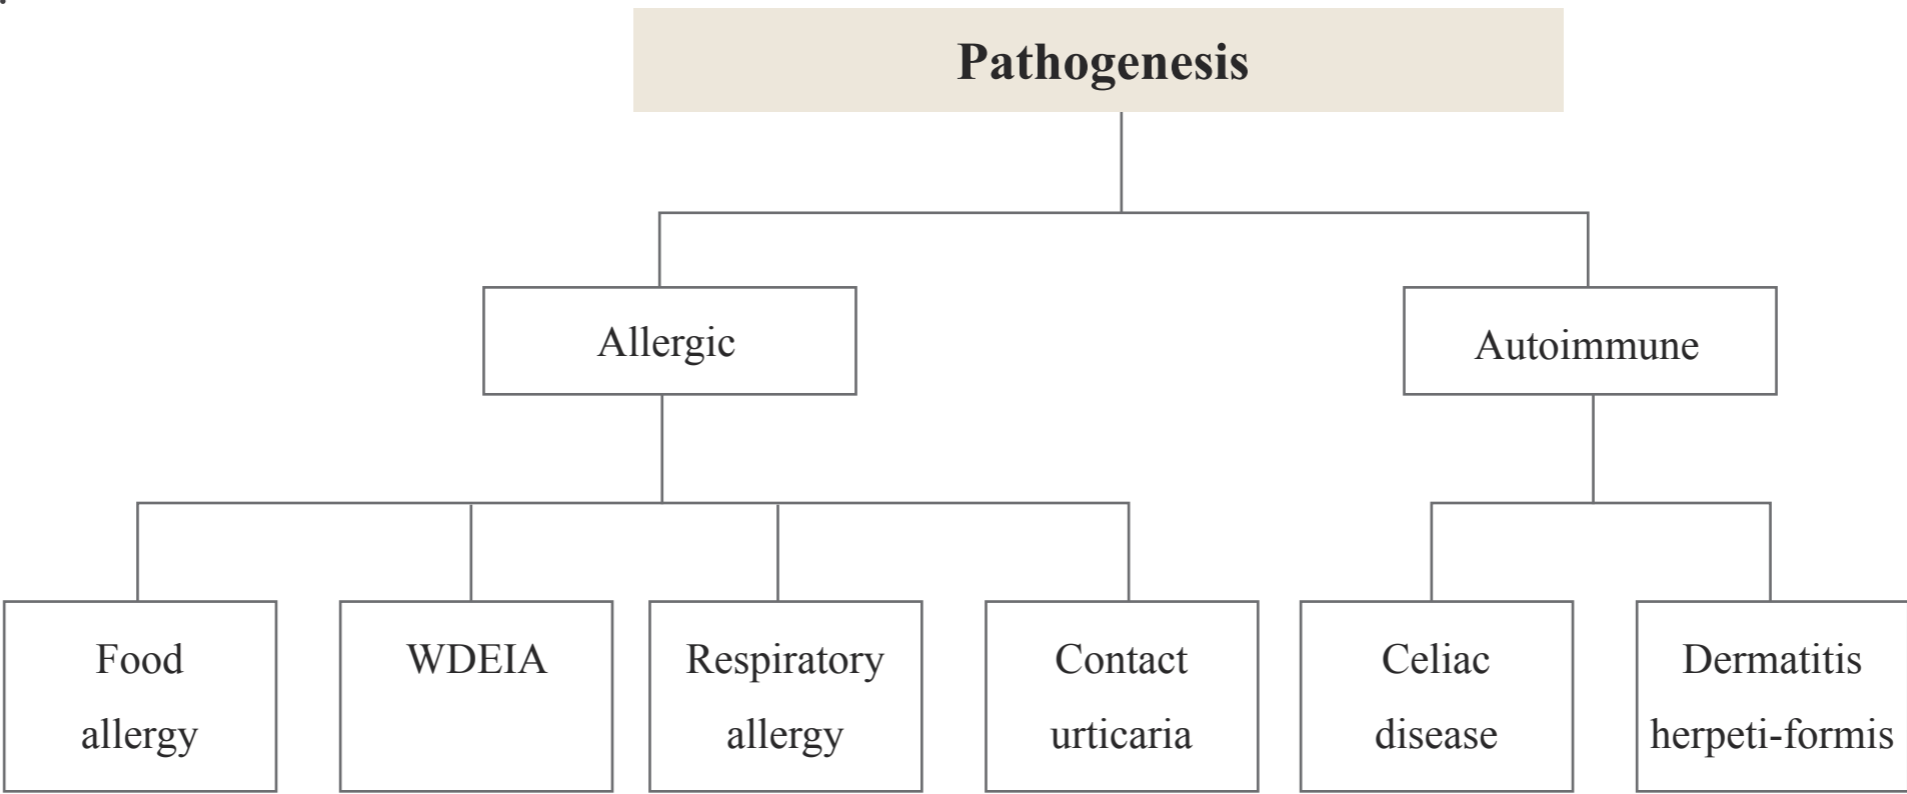 Pathogenesis
Allergic
Autoimmune
Food
allergy
WDEIA
Respiratory
allergy
Contact
urticaria
Celiac
disease
Dermatitis
herpeti-formis